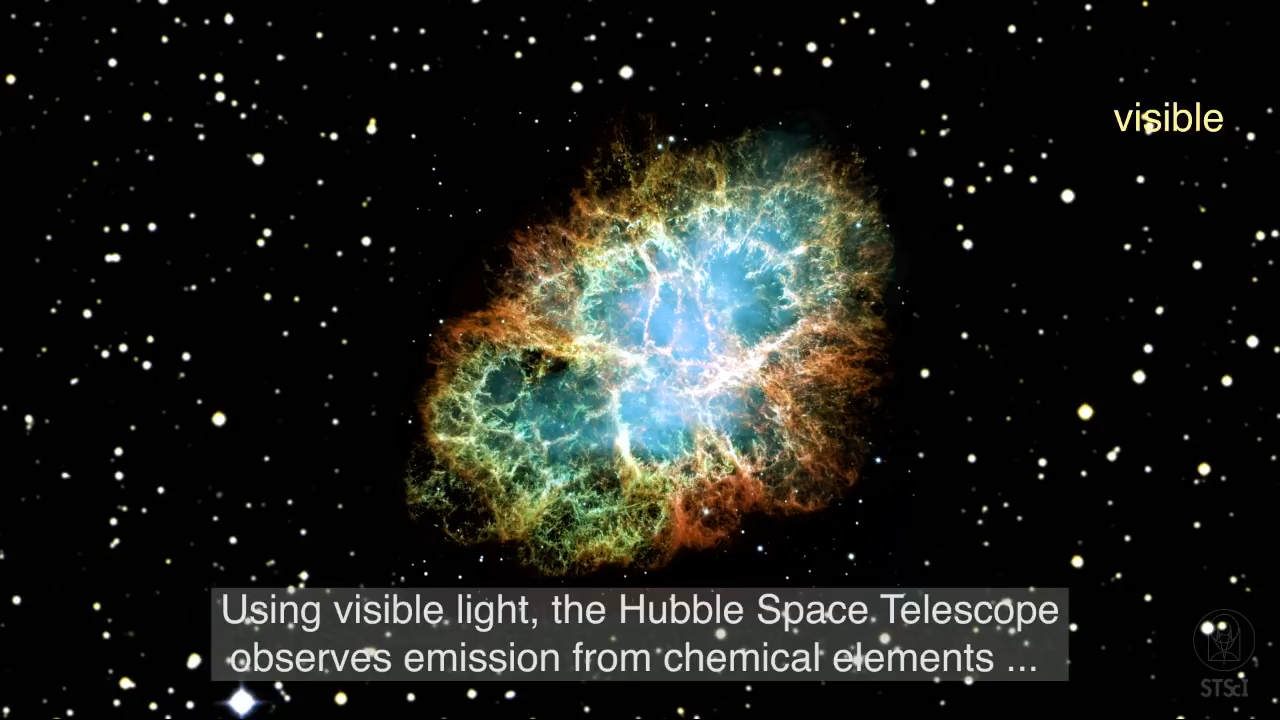 visible
Using visible light, the Hubble Space Telescope
observes emission from chemical elements ...
STScI